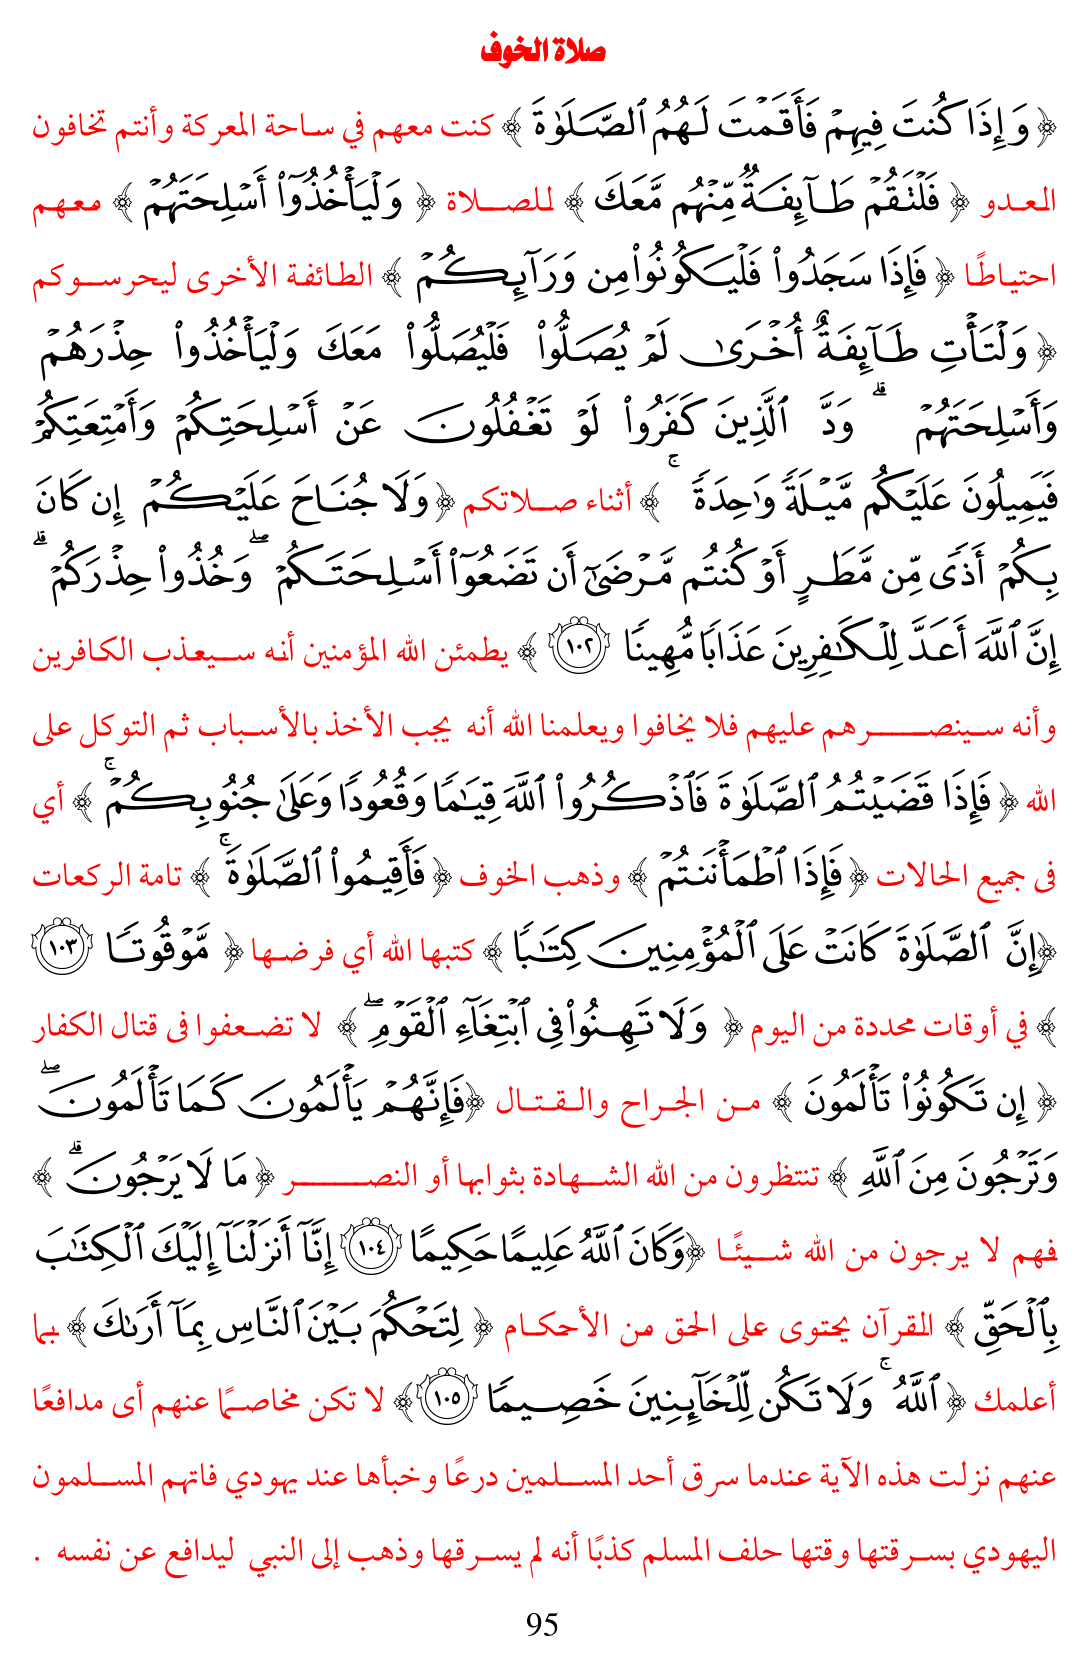 صلاة الخوف
﴿ وَإِذَا كُنتَ فِيهِمۡ فَأَقَمۡتَ لَهُمُ ٱلصَّلَوٰةَ ﴾ كنت معهم في ساحة المعركة وأنتم تخافون
العدو ﴿ فَلۡتَقُمۡ طَآئِفَةٞ مِّنۡهُم مَّعَكَ ﴾ للصلاة ﴿ وَلۡيَأۡخُذُوٓاْ أَسۡلِحَتَهُمۡ ﴾ معهم
احتياطًا ﴿ فَإِذَا سَجَدُواْ فَلۡيَكُونُواْ مِن وَرَآئِكُمۡ ﴾ الطائفة الأخرى ليحرسوكم
﴿ وَلۡتَأۡتِ طَآئِفَةٌ أُخۡرَىٰ لَمۡ يُصَلُّواْ فَلۡيُصَلُّواْ مَعَكَ وَلۡيَأۡخُذُواْ حِذۡرَهُمۡ
وَأَسۡلِحَتَهُمۡۗ وَدَّ ٱلَّذِينَ كَفَرُواْ لَوۡ تَغۡفُلُونَ عَنۡ أَسۡلِحَتِكُمۡ وَأَمۡتِعَتِكُمۡ
فَيَمِيلُونَ عَلَيۡكُم مَّيۡلَةٗ وَٰحِدَةٗۚ ﴾ أثناء صلاتكم ﴿ وَلَا جُنَاحَ عَلَيۡكُمۡ إِن كَانَ
بِكُمۡ أَذٗى مِّن مَّطَرٍ أَوۡ كُنتُم مَّرۡضَىٰٓ أَن تَضَعُوٓاْ أَسۡلِحَتَكُمۡۖ وَخُذُواْ حِذۡرَكُمۡۗ
إِنَّ ٱللَّهَ أَعَدَّ لِلۡكَٰفِرِينَ عَذَابٗا مُّهِينٗا ١٠٢ ﴾ يطمئن الله المؤمنين أنه سيعذب الكافرين
وأنه سينصرهم عليهم فلا يخافوا ويعلمنا الله أنه يجب الأخذ بالأسباب ثم التوكل على
الله ﴿ فَإِذَا قَضَيۡتُمُ ٱلصَّلَوٰةَ فَٱذۡكُرُواْ ٱللَّهَ قِيَٰمٗا وَقُعُودٗا وَعَلَىٰ جُنُوبِكُمۡۚ ﴾ أي
فى جميع الحالات ﴿ فَإِذَا ٱطۡمَأۡنَنتُمۡ ﴾ وذهب الخوف ﴿ فَأَقِيمُواْ ٱلصَّلَوٰةَۚ ﴾ تامة الركعات
﴿إِنَّ ٱلصَّلَوٰةَ كَانَتۡ عَلَى ٱلۡمُؤۡمِنِينَ كِتَٰبٗا ﴾ كتبها الله أي فرضها ﴿ مَّوۡقُوتٗا ١٠٣
﴾ في أوقات محددة من اليوم ﴿ وَلَا تَهِنُواْ فِى ٱبۡتِغَآءِ ٱلۡقَوۡمِۖ ﴾ لا تضعفوا فى قتال الكفار
﴿ إِن تَكُونُواْ تَأۡلَمُونَ ﴾ من الجراح والقتال ﴿فَإِنَّهُمۡ يَأۡلَمُونَ كَمَا تَأۡلَمُونَۖ
وَتَرۡجُونَ مِنَ ٱللَّهِ ﴾ تنتظرون من الله الشهادة بثوابها أو النصر ﴿ مَا لَا يَرۡجُونَۗ ﴾
فهم لا يرجون من الله شيئًا ﴿وَكَانَ ٱللَّهُ عَلِيمًا حَكِيمًا ١٠٤ إِنَّآ أَنزَلۡنَآ إِلَيۡكَ ٱلۡكِتَٰبَ
بِٱلۡحَقِّ ﴾ القرآن يحتوى على الحق من الأحكام ﴿ لِتَحۡكُمَ بَيۡنَ ٱلنَّاسِ بِمَآ أَرَىٰكَ ﴾ بما
أعلمك ﴿ ٱللَّهُۚ وَلَا تَكُن لِّلۡخَآئِنِينَ خَصِيمٗا ١٠٥ ﴾ لا تكن مخاصمًا عنهم أى مدافعًا
عنهم نزلت هذه الآية عندما سرق أحد المسلمين درعًا وخبأها عند يهودي فاتهم المسلمون
اليهودي بسرقتها وقتها حلف المسلم كذبًا أنه لم يسرقها وذهب إلى النبي ليدافع عن نفسه .
95